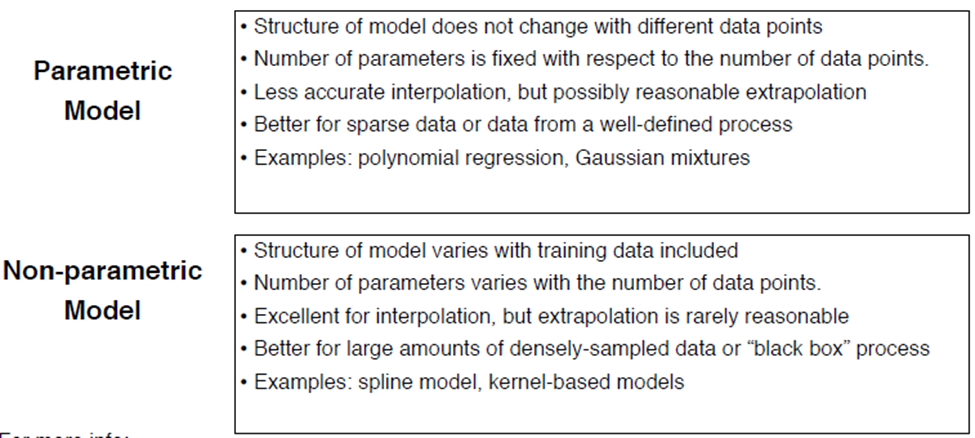 Parametric
Model
• Structure of model does not change with different data points
• Number of parameters is fixed with respect to the number of data points.
• Less accurate interpolation, but possibly reasonable extrapolation
• Better for sparse data or data from a well-defined process
• Examples: polynomial regression, Gaussian mixtures
Non-parametric
Model
• Structure of model varies with training data included
• Number of parameters varies with the number of data points.
• Excellent for interpolation, but extrapolation is rarely reasonable
• Better for large amounts of densely-sampled data or “black box” process
• Examples: spline model, kernel-based models
For more info: